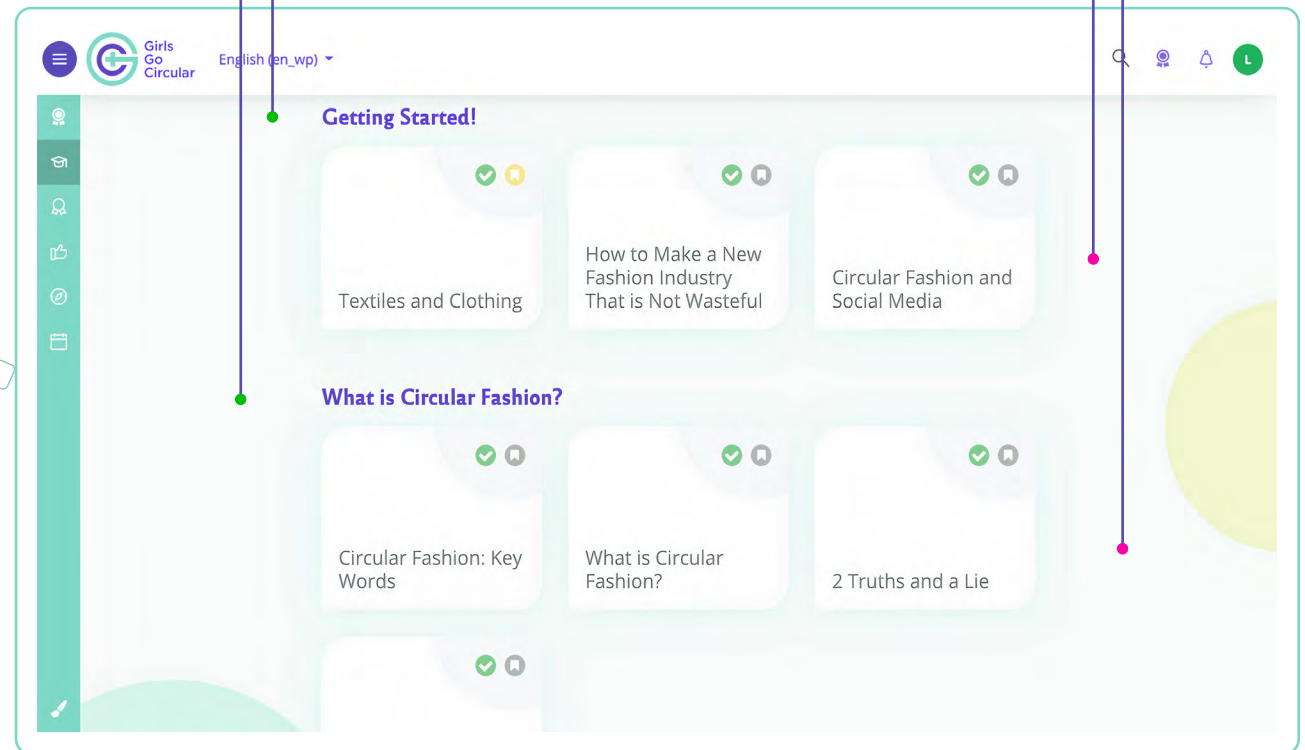 Girls
Go
Circular
English (en_wp)
L
Getting Started!
Textiles and Clothing
How to Make a New
Fashion Industry
That is Not Wasteful
Circular Fashion and
Social Media
What is Circular Fashion?
Circular Fashion: Key
Words
What is Circular
Fashion?
2 Truths and a Lie